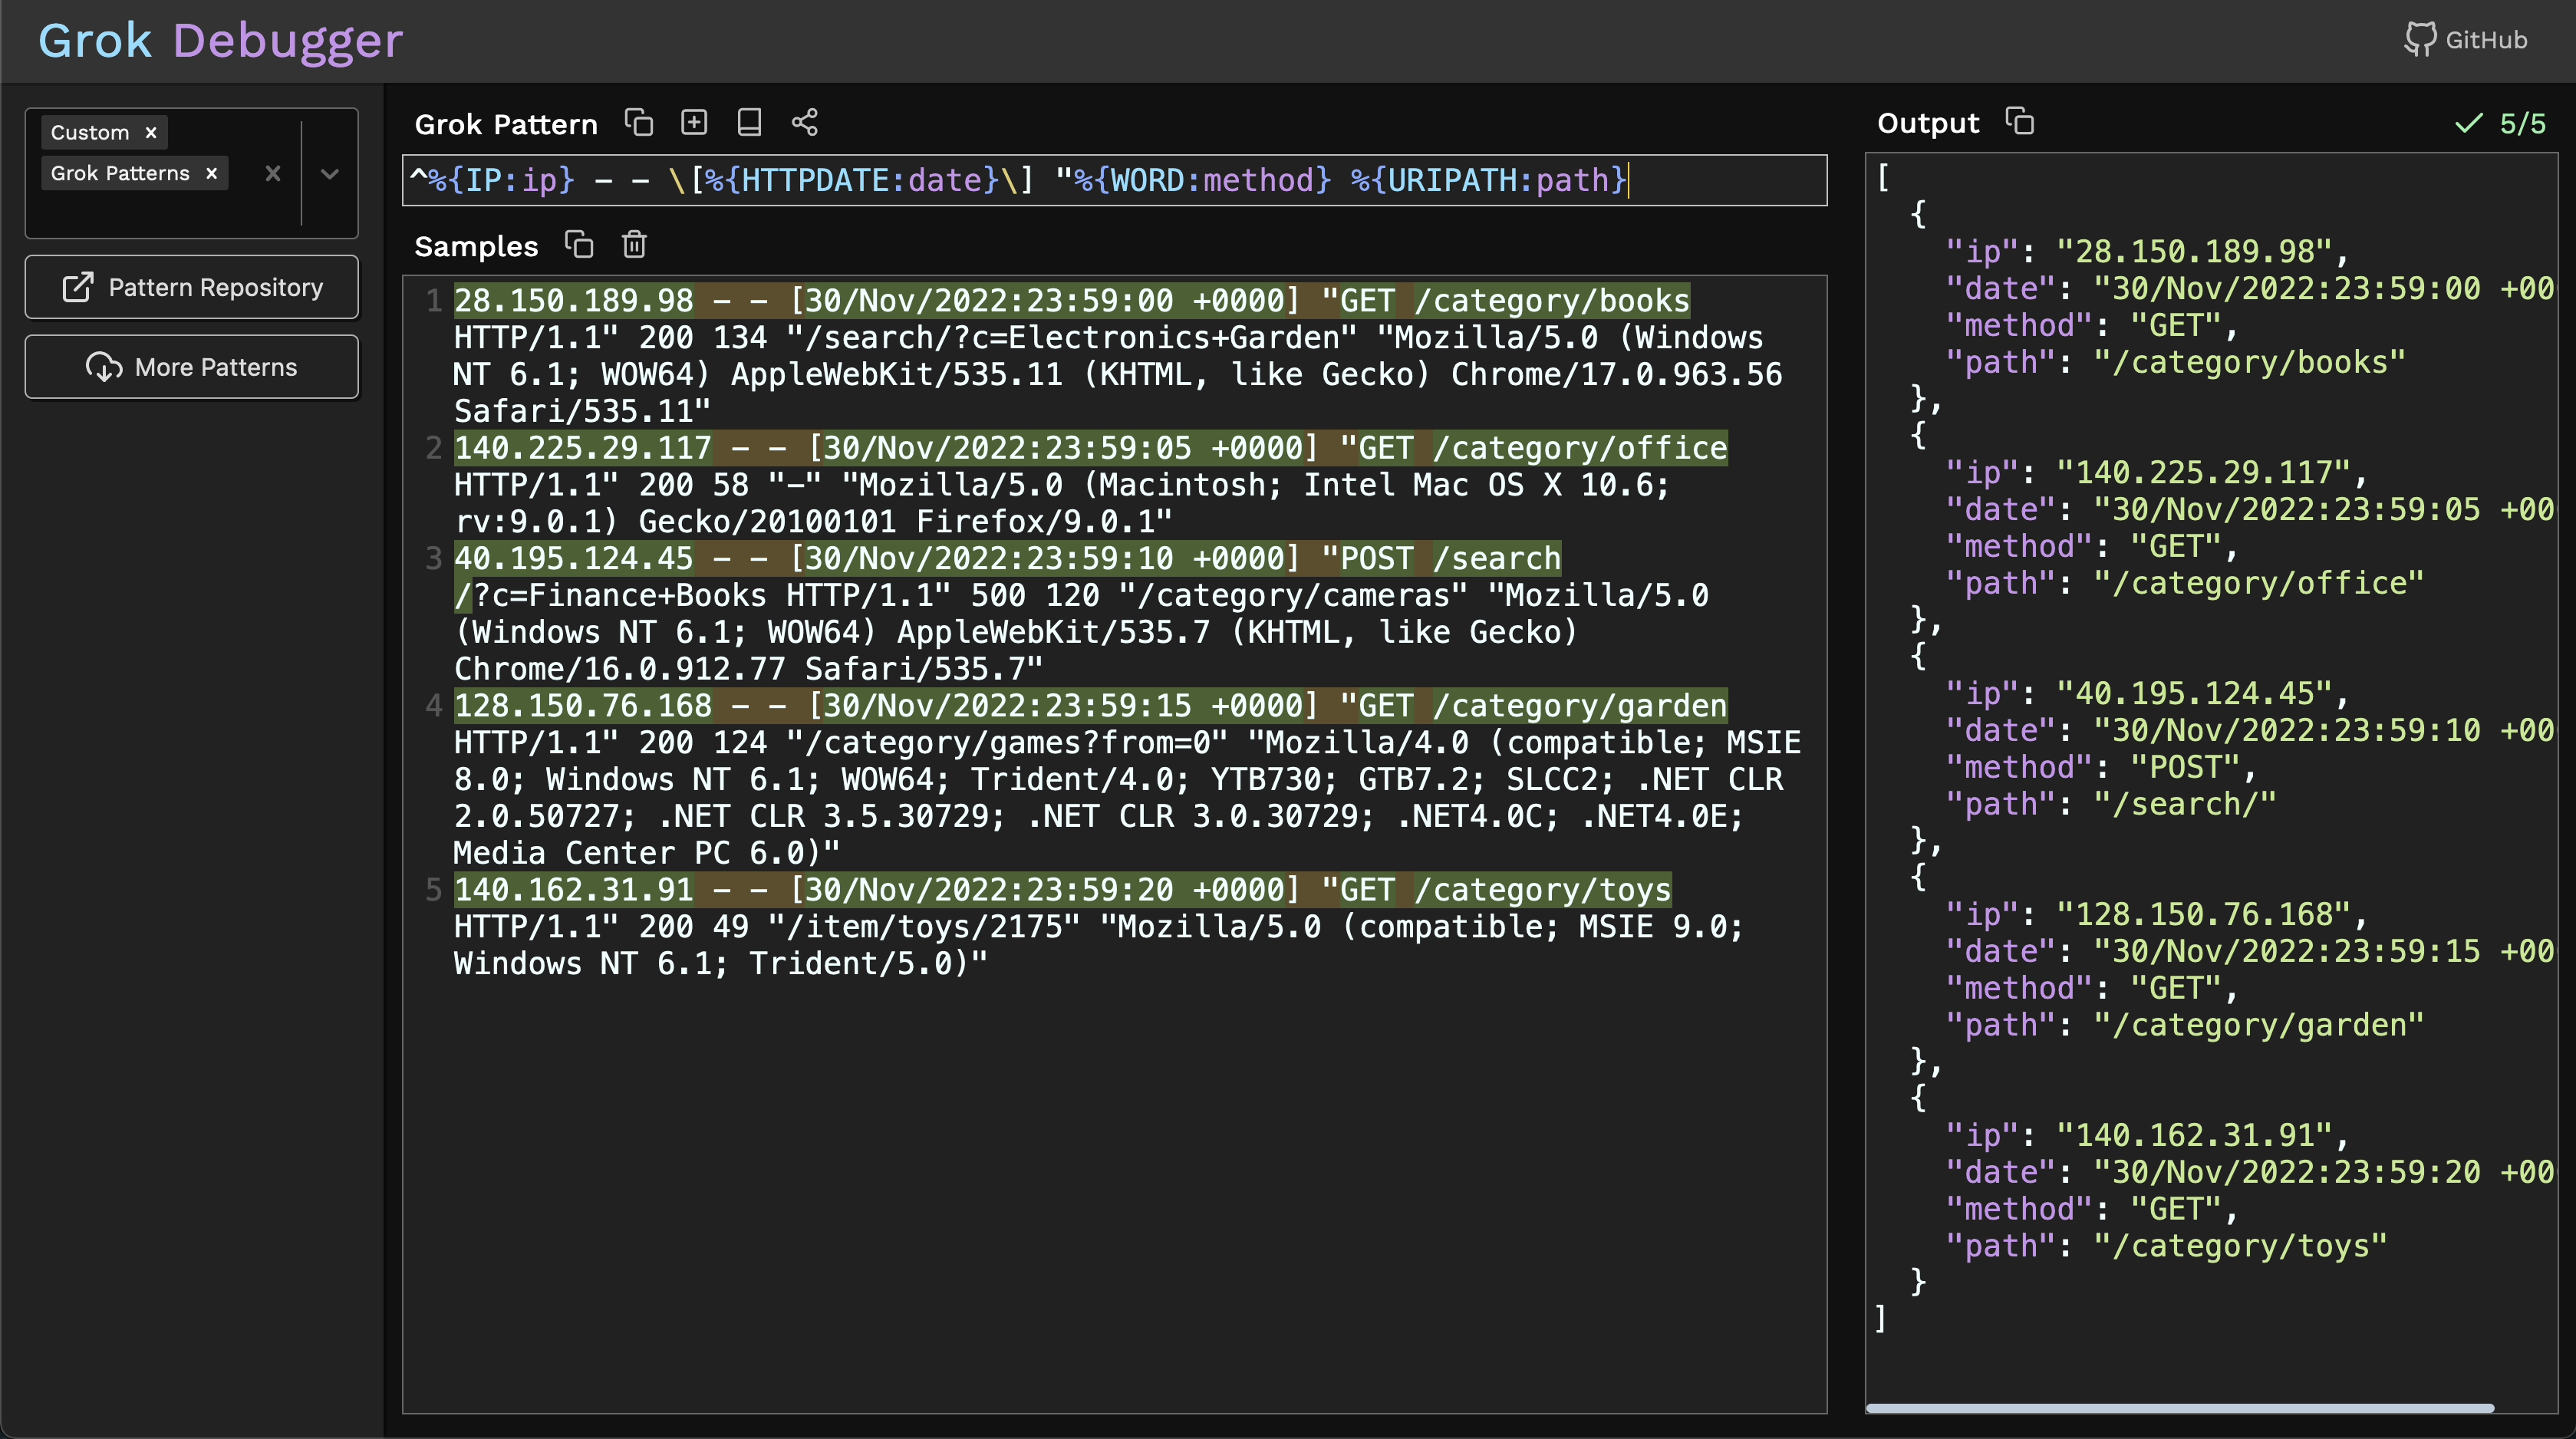 Grok Debugger
GitHub
Custom ×
Grok Patterns ×
Pattern Repository
More Patterns
Grok Pattern
^%{IP:ip} - - \[%{HTTPDATE:date}\] "%{WORD:method} %{URIPATH:path}
Samples
1 28.150.189.98 - - [30/Nov/2022:23:59:00 +0000] "GET /category/books
HTTP/1.1" 200 134 "/search/?c=Electronics+Garden" "Mozilla/5.0 (Windows
NT 6.1; WOW64) AppleWebKit/535.11 (KHTML, like Gecko) Chrome/17.0.963.56
Safari/535.11"
2 140.225.29.117 - - [30/Nov/2022:23:59:05 +0000] "GET /category/office
HTTP/1.1" 200 58 "-" "Mozilla/5.0 (Macintosh; Intel Mac OS X 10.6;
rv:9.0.1) Gecko/20100101 Firefox/9.0.1"
3 40.195.124.45 - - [30/Nov/2022:23:59:10 +0000] "POST /search
/?c=Finance+Books HTTP/1.1" 500 120 "/category/cameras" "Mozilla/5.0
(Windows NT 6.1; WOW64) AppleWebKit/535.7 (KHTML, like Gecko)
Chrome/16.0.912.77 Safari/535.7"
4 128.150.76.168 - - [30/Nov/2022:23:59:15 +0000] "GET /category/garden
HTTP/1.1" 200 124 "/category/games?from=0" "Mozilla/4.0 (compatible; MSIE
8.0; Windows NT 6.1; WOW64; Trident/4.0; YTB730; GTB7.2; SLCC2; .NET CLR
2.0.50727; .NET CLR 3.5.30729; .NET CLR 3.0.30729; .NET4.0C; .NET4.0E;
Media Center PC 6.0)"
5 140.162.31.91 - - [30/Nov/2022:23:59:20 +0000] "GET /category/toys
HTTP/1.1" 200 49 "/item/toys/2175" "Mozilla/5.0 (compatible; MSIE 9.0;
Windows NT 6.1; Trident/5.0)"
Output
5/5
[
{
"ip": "28.150.189.98",
"date": "30/Nov/2022:23:59:00 +00
"method": "GET",
"path": "/category/books"
},
{
"ip": "140.225.29.117",
"date": "30/Nov/2022:23:59:05 +00
"method": "GET",
"path": "/category/office"
},
{
"ip": "40.195.124.45",
"date": "30/Nov/2022:23:59:10 +00
"method": "POST",
"path": "/search/"
},
{
"ip": "128.150.76.168",
"date": "30/Nov/2022:23:59:15 +00
"method": "GET",
"path": "/category/garden"
},
{
"ip": "140.162.31.91",
"date": "30/Nov/2022:23:59:20 +00
"method": "GET",
"path": "/category/toys"
}
]